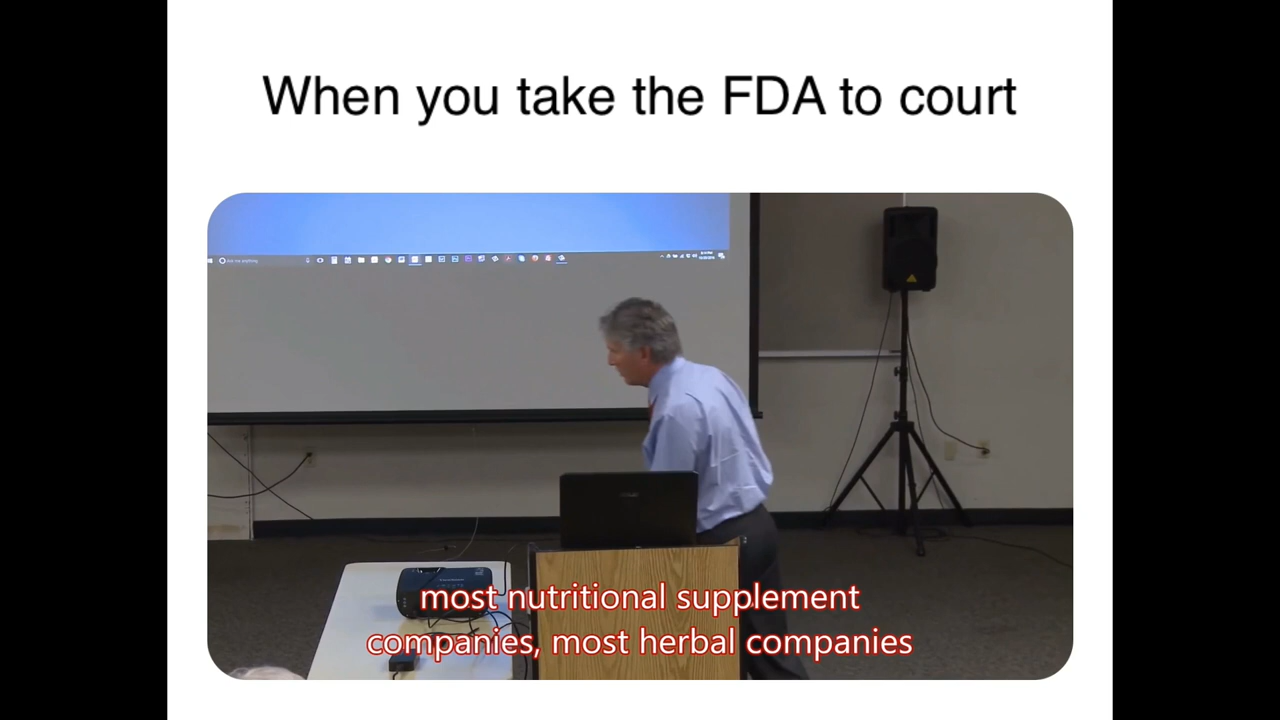 When you take the FDA to court
most nutritional supplement
companies, most herbal companies